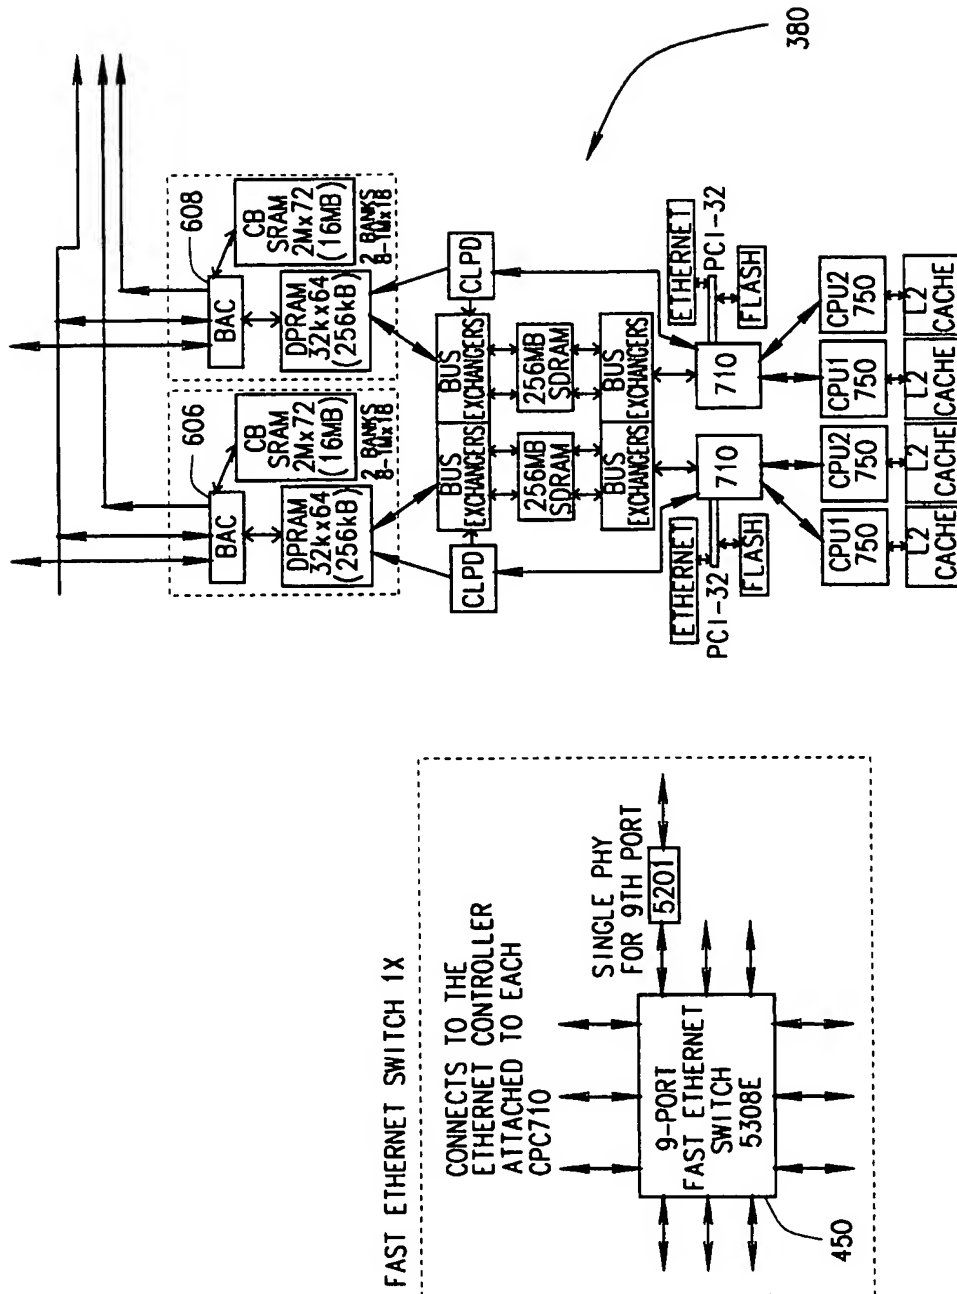 FAST ETHERNET SWITCH 1X
CONNECTS TO THE
ETHERNET CONTROLLER
ATTACHED TO EACH
CPC710
SINGLE PHY
FOR 9TH PORT
5201
9-PORT
FAST ETHERNET
SWITCH
5308E
450
606
BAC
CB
SRAM
2Mx72
(16MB)
2 BANKS
8-1Mx18
DPRAM
32kx64
(256kB)
608
BAC
CB
SRAM
2Mx72
(16MB)
2 BANKS
8-1Mx18
DPRAM
32kx64
(256kB)
CLPD
BUS
EXCHANGERS
BUS
EXCHANGERS
CLPD
256MB
SDRAM
256MB
SDRAM
BUS
EXCHANGERS
BUS
EXCHANGERS
ETHERNET
PCI-32
FLASH
710
710
ETHERNET
PCI-32
FLASH
CPU1
750
CPU2
750
CPU1
750
CPU2
750
L2
CACHE
L2
CACHE
L2
CACHE
L2
CACHE
380